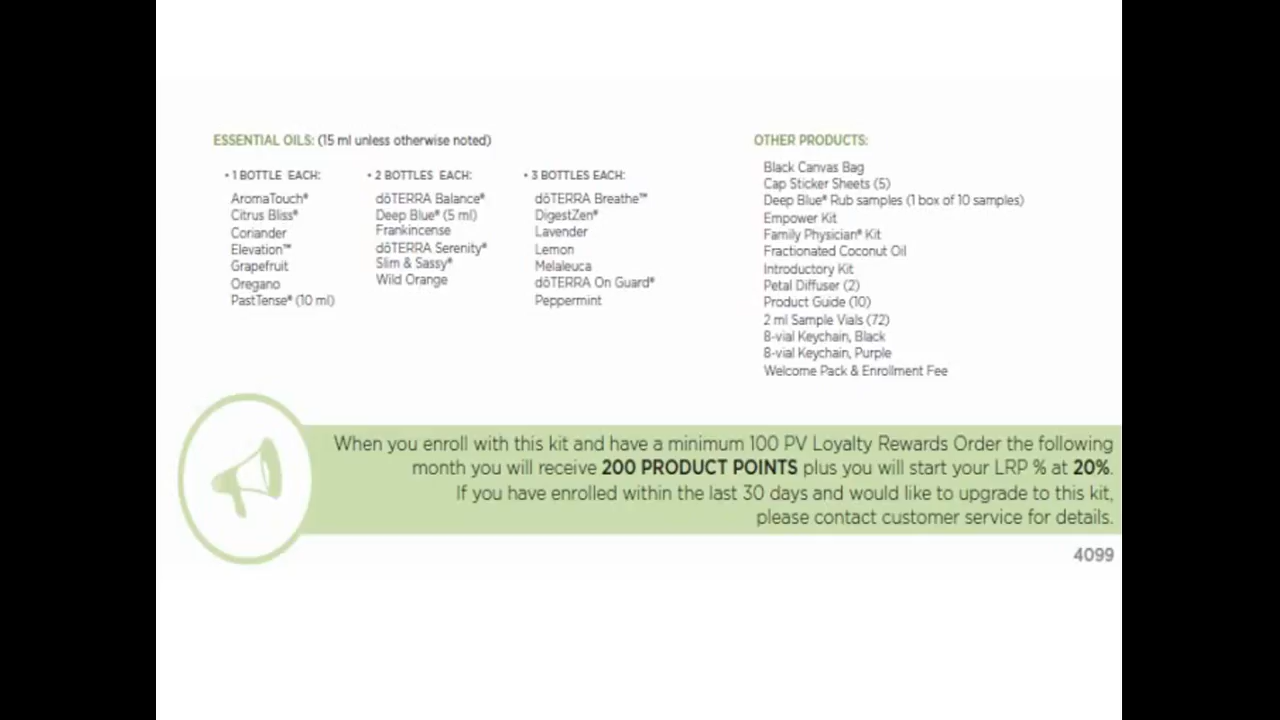 ESSENTIAL OILS: (15 ml unless otherwise noted)
• 1 BOTTLE EACH:
AromaTouch®
Citrus Bliss®
Coriander
Elevation™
Grapefruit
Oregano
PastTense® (10 ml)
• 2 BOTTLES EACH:
dōTERRA Balance®
Deep Blue® (5 ml)
Frankincense
dōTERRA Serenity®
Slim & Sassy®
Wild Orange
• 3 BOTTLES EACH:
dōTERRA Breathe™
DigestZen®
Lavender
Lemon
Melaleuca
dōTERRA On Guard®
Peppermint
OTHER PRODUCTS:
Black Canvas Bag
Cap Sticker Sheets (5)
Deep Blue® Rub samples (1 box of 10 samples)
Empower Kit
Family Physician® Kit
Fractionated Coconut Oil
Introductory Kit
Petal Diffuser (2)
Product Guide (10)
2 ml Sample Vials (72)
8-vial Keychain, Black
8-vial Keychain, Purple
Welcome Pack & Enrollment Fee
When you enroll with this kit and have a minimum 100 PV Loyalty Rewards Order the following
month you will receive 200 PRODUCT POINTS plus you will start your LRP % at 20%.
If you have enrolled within the last 30 days and would like to upgrade to this kit,
please contact customer service for details.
4099